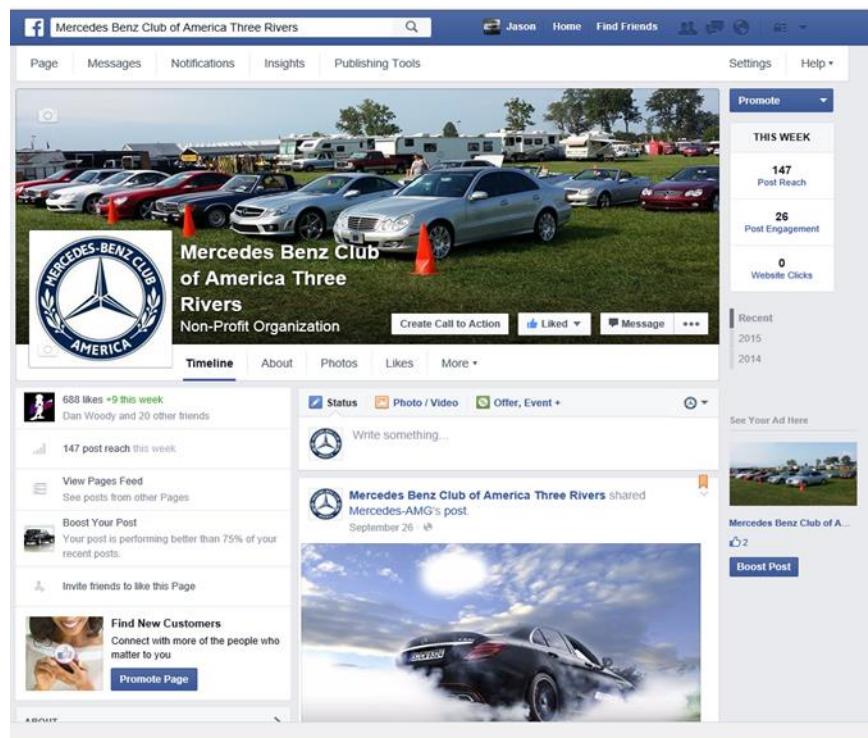 Mercedes Benz Club of America Three Rivers
Jason Home Find Friends
Page Messages Notifications Insights Publishing Tools Settings Help
Promote
THIS WEEK
147
Post Reach
26
Post Engagement
0
Website Clicks
Recent
2015
2014
MERCEDES-BENZ CLUB
AMERICA
Mercedes Benz Club
of America Three
Rivers
Non-Profit Organization
Create Call to Action Liked Message •••
Timeline About Photos Likes More
688 likes +9 this week
Dan Woody and 20 other friends
147 post reach this week
View Pages Feed
See posts from other Pages
Boost Your Post
Your post is performing better than 75% of your
recent posts.
Invite friends to like this Page
Find New Customers
Connect with more of the people who
matter to you
Promote Page
ABOUT
Status Photo / Video Offer, Event +
Write something...
Mercedes Benz Club of America Three Rivers shared
Mercedes-AMG's post.
September 26 ·
See Your Ad Here
Mercedes Benz Club of A...
2
Boost Post